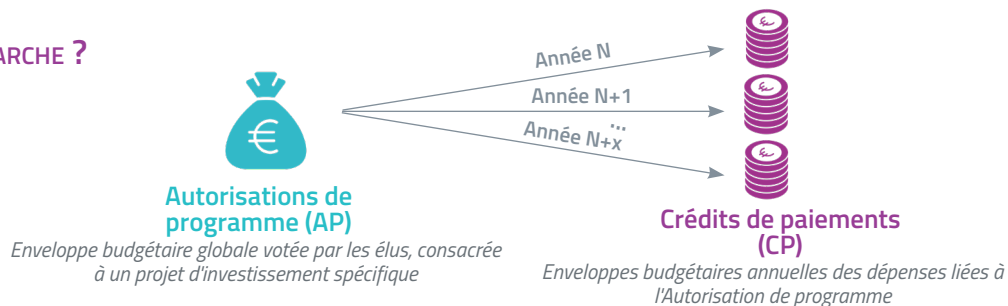 ARCHE ?
Année N
Année N+1
...
Année N+x
€
Autorisations de
programme (AP)
Enveloppe budgétaire globale votée par les élus, consacrée
à un projet d'investissement spécifique
Crédits de paiements
(CP)
Enveloppes budgétaires annuelles des dépenses liées à
l'Autorisation de programme